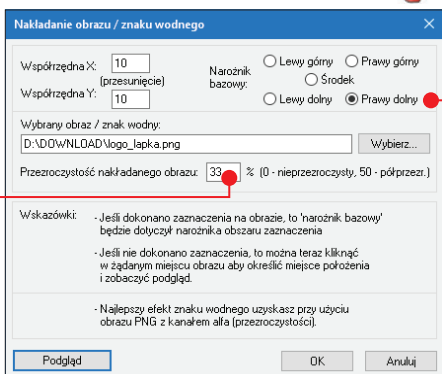 Nakładanie obrazu / znaku wodnego
Współrzędna X: 10
(przesunięcie)
Współrzędna Y: 10
Narożnik bazowy:
Lewy górny Prawy górny
Środek
Lewy dolny Prawy dolny
Wybrany obraz / znak wodny:
D:\DOWNLOAD\logo_lapka.png Wybierz...
Przezroczystość nakładanego obrazu: 33 % (0 - nieprzezroczysty, 50 - półprzezr.)
Wskazówki: - Jeśli dokonano zaznaczenia na obrazie, to 'narożnik bazowy'
będzie dotyczył narożnika obszaru zaznaczenia
- Jeśli nie dokonano zaznaczenia, to można teraz kliknąć
w żądanym miejscu obrazu aby określić miejsce położenia
i zobaczyć podgląd.
- Najlepszy efekt znaku wodnego uzyskasz przy użyciu
obrazu PNG z kanałem alfa (przezroczystości).
Podgląd OK Anuluj